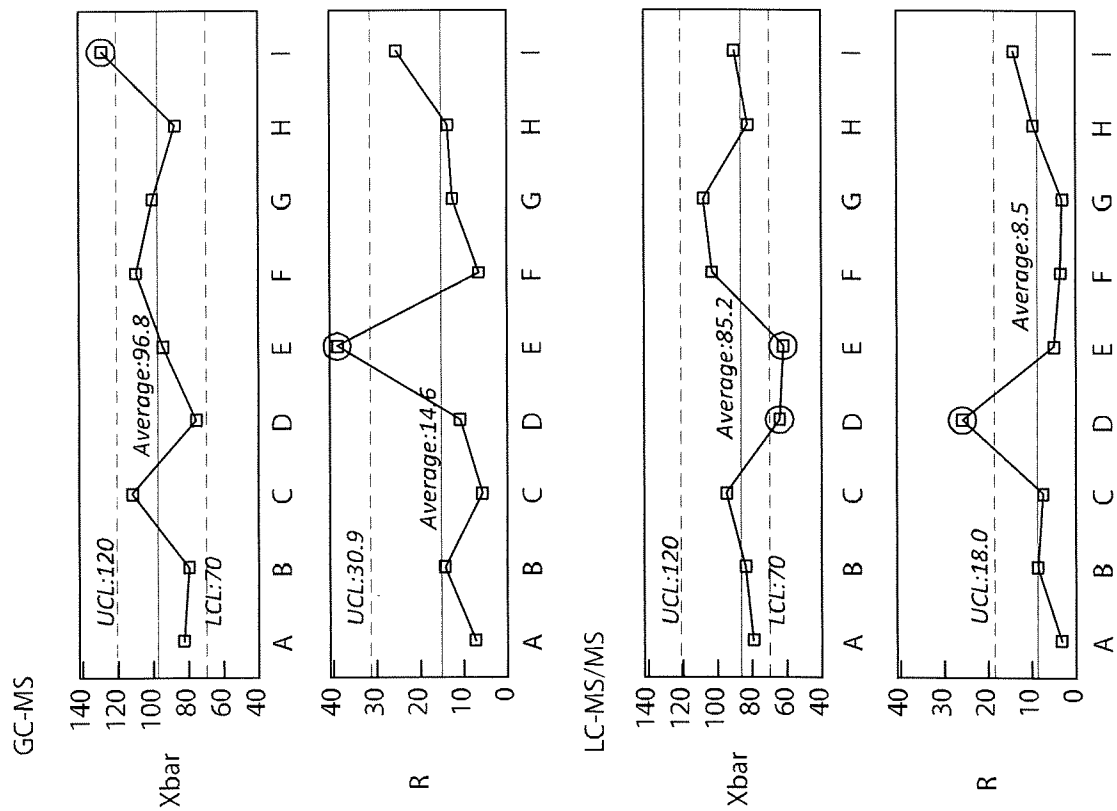 GC-MS
140
120
100
80
60
40
Xbar
UCL:120
Average:96.8
LCL:70
A B C D E F G H I
40
30
20
10
0
R
UCL:30.9
Average:14.6
A B C D E F G H I
LC-MS/MS
140
120
100
80
60
40
Xbar
UCL:120
Average:85.2
LCL:70
A B C D E F G H I
40
30
20
10
0
R
UCL:18.0
Average:8.5
A B C D E F G H I